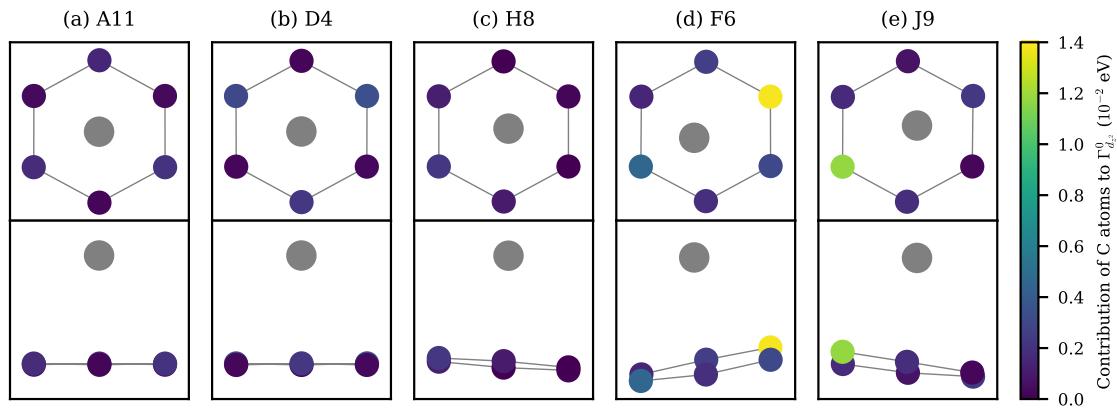 (a) A11
(b) D4
(c) H8
(d) F6
(e) J9
1.4
1.2
1.0
0.8
0.6
0.4
0.2
0.0
Contribution of C atoms to Γ⁰_{d_{z²}} (10⁻² eV)